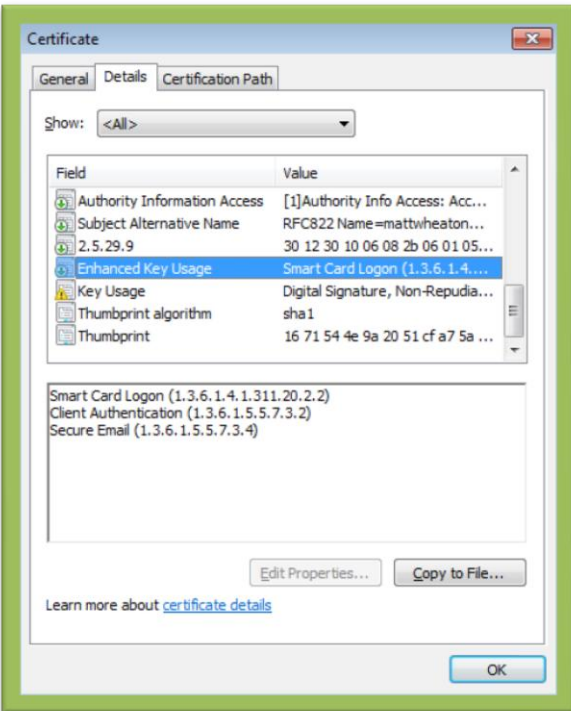 Certificate
General Details Certification Path
Show: <All>
Field Value
Authority Information Access [1]Authority Info Access: Acc...
Subject Alternative Name RFC822 Name=mattwheaton...
2.5.29.9 30 12 30 10 06 08 2b 06 01 05...
Enhanced Key Usage Smart Card Logon (1.3.6.1.4....
Key Usage Digital Signature, Non-Repudia...
Thumbprint algorithm sha1
Thumbprint 16 71 54 4e 9a 20 51 cf a7 5a ...
Smart Card Logon (1.3.6.1.4.1.311.20.2.2)
Client Authentication (1.3.6.1.5.5.7.3.2)
Secure Email (1.3.6.1.5.5.7.3.4)
Edit Properties... Copy to File...
Learn more about certificate details
OK